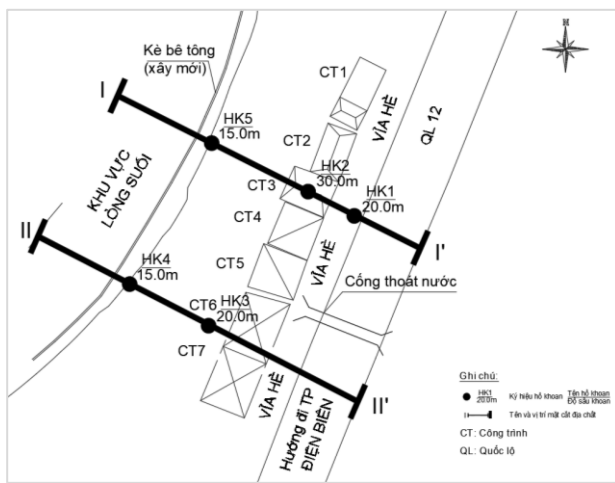 Kè bê tông
(xây mới)
CT1
VỈA HÈ
QL 12
I
HK5
15.0m
CT2
HK2
30.0m
CT3
HK1
20.0m
KHU VỰC
LÒNG SUỐI
CT4
I'
II
VỈA HÈ
CT5
HK4
15.0m
Cống thoát nước
CT6
HK3
20.0m
CT7
VỈA HÈ
II'
Hướng đi TP
ĐIỆN BIÊN
Ghi chú:
HK1
20.0m
Ký hiệu hố khoan
Tên hố khoan
Độ sâu khoan
I
I'
Tên và vị trí mặt cắt địa chất
CT: Công trình
QL: Quốc lộ